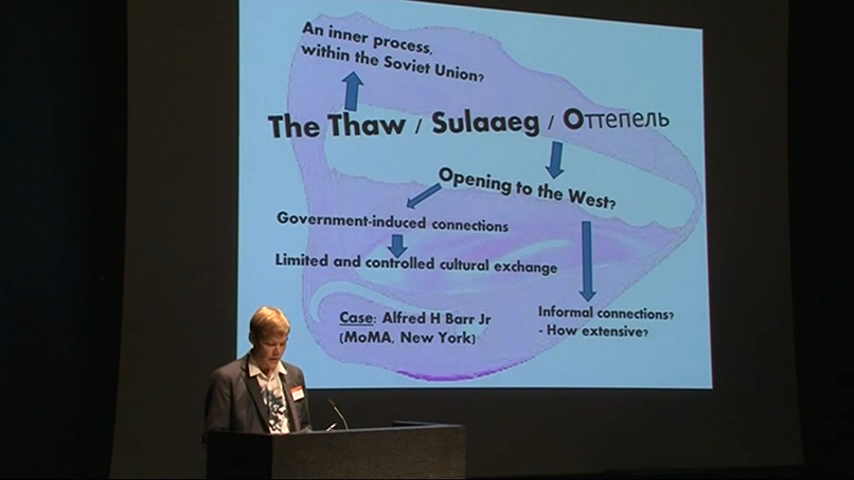 An inner process,
within the Soviet Union?
The Thaw / Sulaaeg / Оттепель
Opening to the West?
Government-induced connections
Limited and controlled cultural exchange
Case: Alfred H Barr Jr
(MoMA, New York)
Informal connections?
- How extensive?